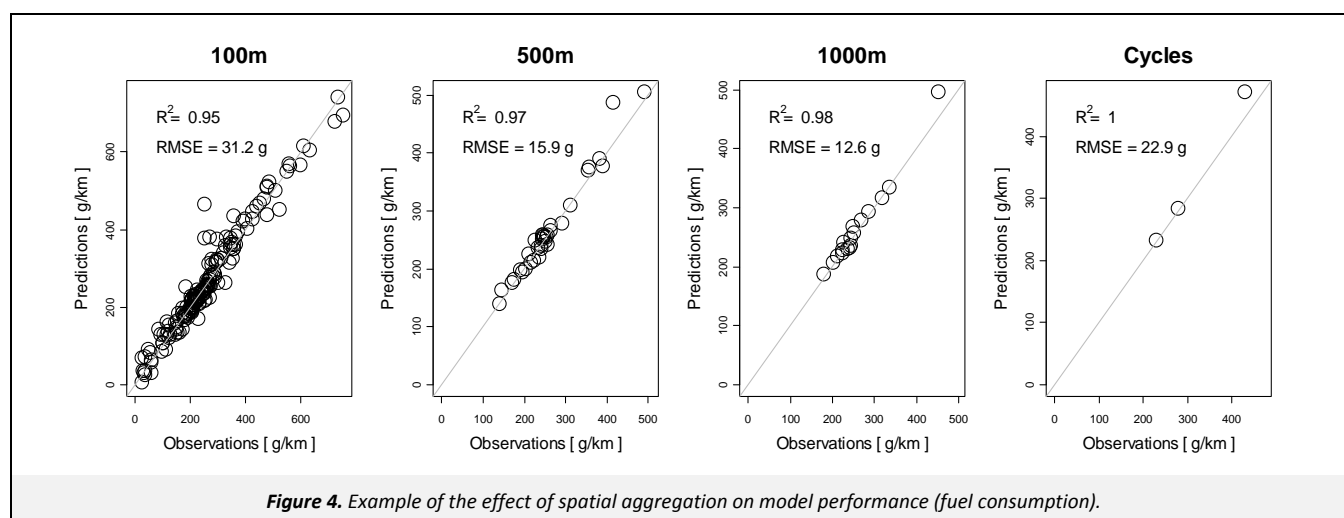 100m
500m
1000m
Cycles
R²= 0.95
RMSE = 31.2 g
R²= 0.97
RMSE = 15.9 g
R²= 0.98
RMSE = 12.6 g
R²= 1
RMSE = 22.9 g
Predictions [ g/km ]
0 200 400 600
Observations [ g/km ]
0 200 400 600
Predictions [ g/km ]
0 100 200 300 400 500
Observations [ g/km ]
0 100 200 300 400 500
Predictions [ g/km ]
0 100 200 300 400 500
Observations [ g/km ]
0 100 200 300 400 500
Predictions [ g/km ]
0 100 200 300 400
Observations [ g/km ]
0 100 200 300 400
Figure 4. Example of the effect of spatial aggregation on model performance (fuel consumption).